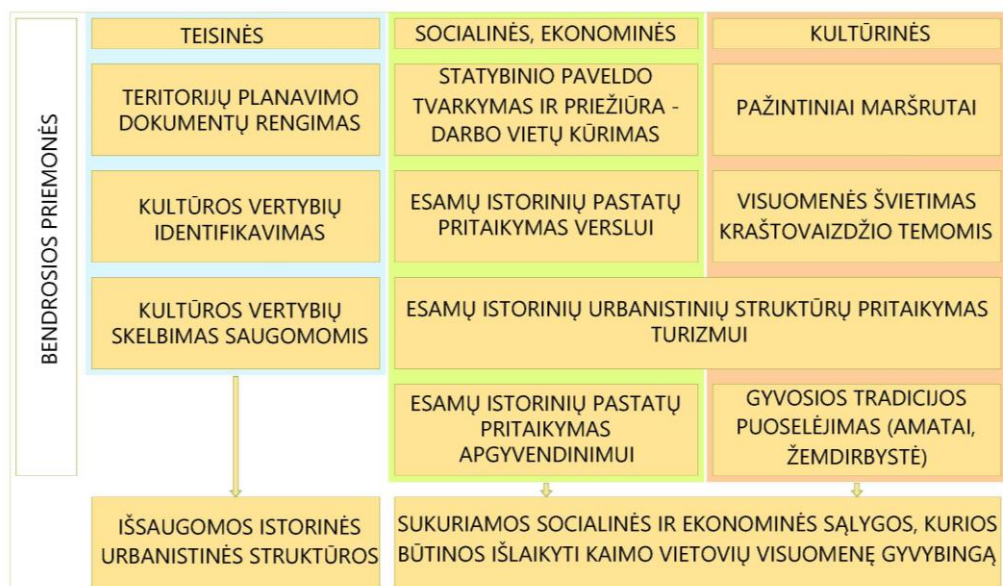 BENDROSIOS PRIEMONĖS
TEISINĖS
SOCIALINĖS, EKONOMINĖS
KULTŪRINĖS
TERITORIJŲ PLANAVIMO
DOKUMENTŲ RENGIMAS
STATYBINIO PAVELDO
TVARKYMAS IR PRIEŽIŪRA -
DARBO VIETŲ KŪRIMAS
PAŽINTINIAI MARŠRUTAI
KULTŪROS VERTYBIŲ
IDENTIFIKAVIMAS
ESAMŲ ISTORINIŲ PASTATŲ
PRITAIKYMAS VERSLUI
VISUOMENĖS ŠVIETIMAS
KRAŠTOVAIZDŽIO TEMOMIS
KULTŪROS VERTYBIŲ
SKELBIMAS SAUGOMOMIS
ESAMŲ ISTORINIŲ URBANISTINIŲ STRUKTŪRŲ PRITAIKYMAS
TURIZMUI
ESAMŲ ISTORINIŲ PASTATŲ
PRITAIKYMAS
APGYVENDINIMUI
GYVOSIOS TRADICIJOS
PUOSELĖJIMAS (AMATAI,
ŽEMDIRBYSTĖ)
IŠSAUGOMOS ISTORINĖS
URBANISTINĖS STRUKTŪROS
SUKURIAMOS SOCIALINĖS IR EKONOMINĖS SĄLYGOS, KURIOS
BŪTINOS IŠLAIKYTI KAIMO VIETOVIŲ VISUOMENĘ GYVYBINGĄ